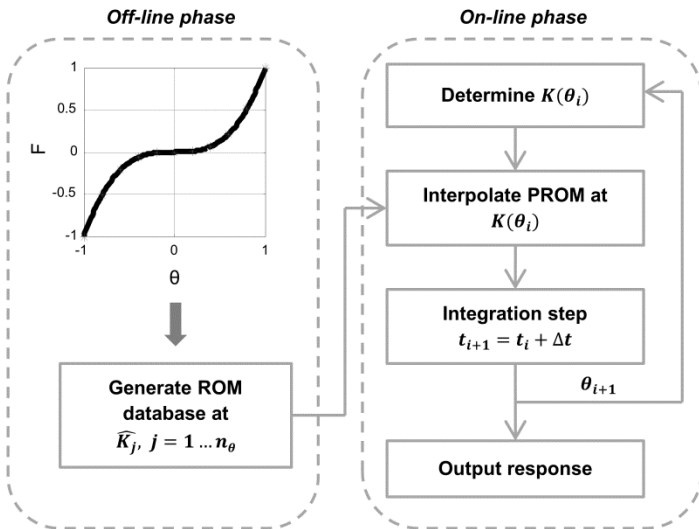 Off-line phase
1
0.5
0
-0.5
-1
F
-1
0
1
θ
Generate ROM
database at
$\widehat{K_j}$, j = 1 … n_θ
On-line phase
Determine K(θ_i)
Interpolate PROM at
K(θ_i)
Integration step
t_{i+1} = t_i + Δt
θ_{i+1}
Output response